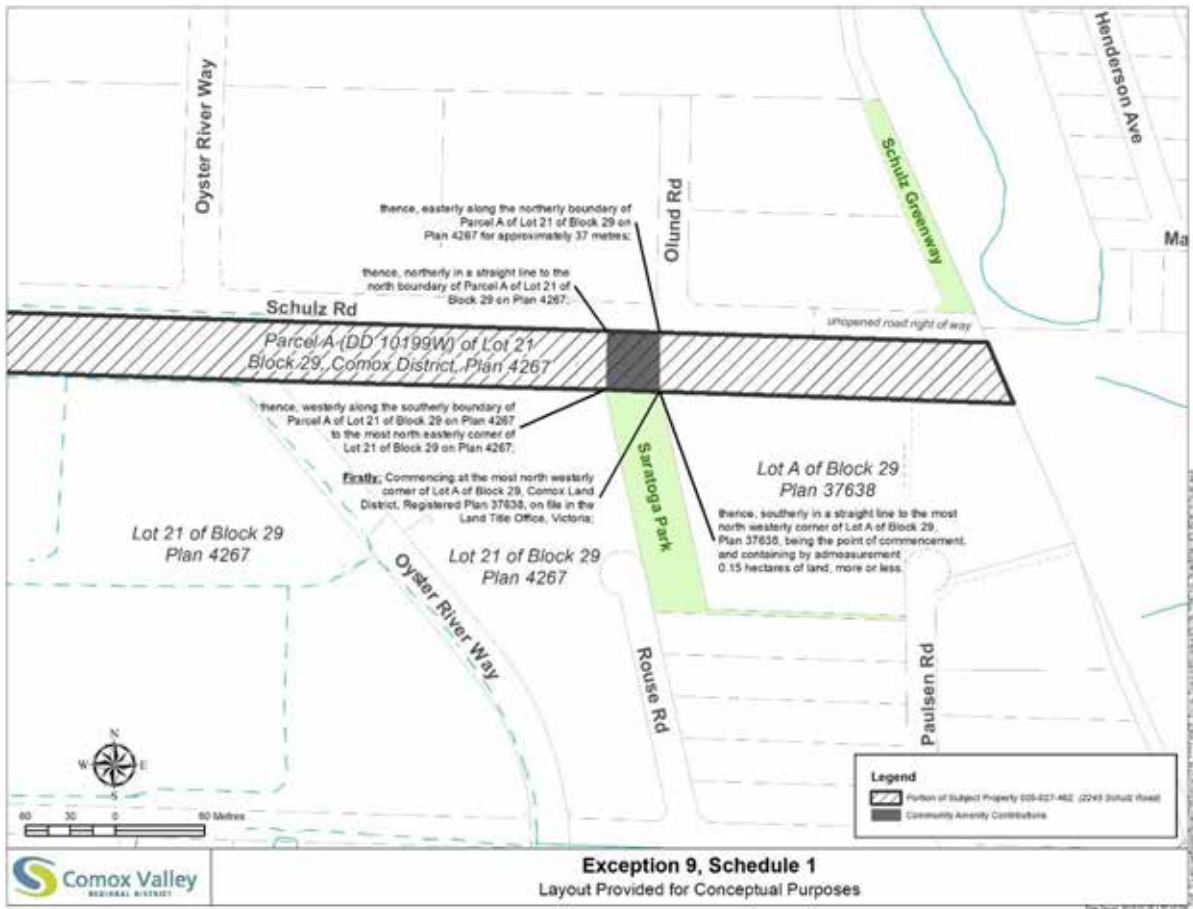 Oyster River Way
Henderson Ave
Schulz Greenway
Olund Rd
Ma
thence, easterly along the northerly boundary of
Parcel A of Lot 21 of Block 29 on
Plan 4267 for approximately 37 metres;
thence, northerly in a straight line to the
north boundary of Parcel A of Lot 21 of
Block 29 on Plan 4267;
Schulz Rd
unopened road right of way
Parcel A (DD 10199W) of Lot 21
Block 29, Comox District, Plan 4267
thence, westerly along the southerly boundary of
Parcel A of Lot 21 of Block 29 on Plan 4267
to the most north easterly corner of
Lot 21 of Block 29 on Plan 4267;
Firstly: Commencing at the most north westerly
corner of Lot A of Block 29, Comox Land
District, Registered Plan 37638, on file in the
Land Title Office, Victoria;
Saratoga Park
Lot A of Block 29
Plan 37638
thence, southerly in a straight line to the most
north westerly corner of Lot A of Block 29,
Plan 37638, being the point of commencement,
and containing by admeasurement
0.15 hectares of land, more or less.
Lot 21 of Block 29
Plan 4267
Lot 21 of Block 29
Plan 4267
Oyster River Way
Rouse Rd
Paulsen Rd
N
W E
S
60 30 0 60 Metres
Legend
Portion of Subject Property (2245 Schulz Road)
Community Amenity Contributions
Comox Valley
REGIONAL DISTRICT
Exception 9, Schedule 1
Layout Provided for Conceptual Purposes